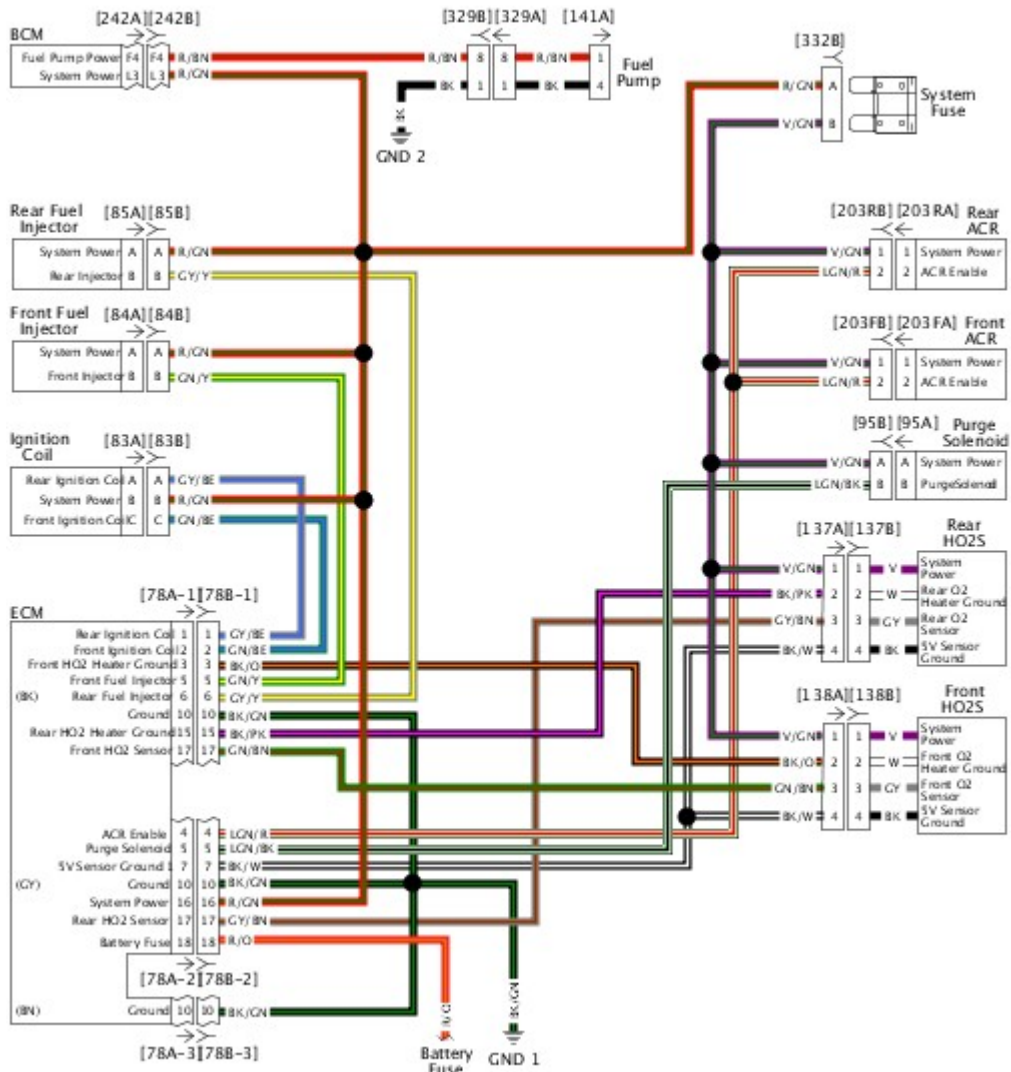 BCM
[242A] [242B]
Fuel Pump Power F4 F4 R/BN
System Power L3 L3 R/GN
[329B] [329A] [141A]
R/BN 8 8 R/BN 1
BK 1 1 BK 4
Fuel
Pump
BK
GND 2
[332B]
R/GN A
V/GN B
System
Fuse
Rear Fuel
Injector
[85A] [85B]
System Power A A R/GN
Rear Injector B B GY/Y
Front Fuel
Injector
[84A] [84B]
System Power A A R/GN
Front Injector B B GN/Y
Ignition
Coil
[83A] [83B]
Rear Ignition Coil A A GY/BE
System Power B B R/GN
Front Ignition Coil C C GN/BE
[203RB] [203RA] Rear
ACR
V/GN 1 1 System Power
LGN/R 2 2 ACR Enable
[203FB] [203FA] Front
ACR
V/GN 1 1 System Power
LGN/R 2 2 ACR Enable
[95B] [95A] Purge
Solenoid
V/GN A A System Power
LGN/BK B B Purge Solenoid
[137A] [137B] Rear
HO2S
V/GN 1 1 V System
Power
BK/PK 2 2 W Rear O2
Heater Ground
GY/BN 3 3 GY Rear O2
Sensor
BK/W 4 4 BK 5V Sensor
Ground
[138A] [138B] Front
HO2S
V/GN 1 1 V System
Power
BK/O 2 2 W Front O2
Heater Ground
GN/BN 3 3 GY Front O2
Sensor
BK/W 4 4 BK 5V Sensor
Ground
ECM
[78A-1] [78B-1]
Rear Ignition Coil 1 1 GY/BE
Front Ignition Coil 2 2 GN/BE
Front HO2 Heater Ground 3 3 BK/O
Front Fuel Injector 5 5 GN/Y
(BK) Rear Fuel Injector 6 6 GY/Y
Ground 10 10 BK/GN
Rear HO2 Heater Ground 15 15 BK/PK
Front HO2 Sensor 17 17 GN/BN
ACR Enable 4 4 LGN/R
Purge Solenoid 5 5 LGN/BK
5V Sensor Ground 1 7 7 BK/W
(GY) Ground 10 10 BK/GN
System Power 16 16 R/GN
Rear HO2 Sensor 17 17 GY/BN
Battery Fuse 18 18 R/O
[78A-2] [78B-2]
(BN) Ground 10 10 BK/GN
[78A-3] [78B-3]
R/O
Battery
Fuse
BK/GN
GND 1